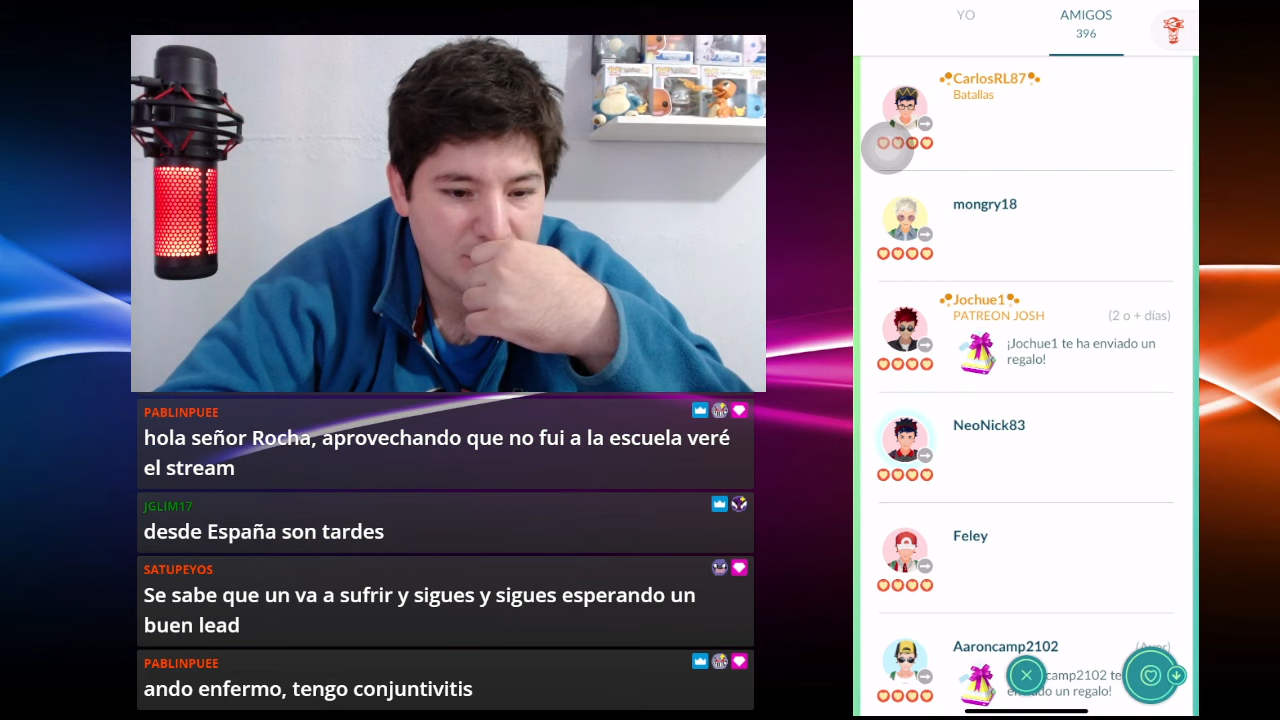 YO
AMIGOS
396
CarlosRL87
Batallas
mongry18
Jochue1
PATREON JOSH
(2 o + días)
¡Jochue1 te ha enviado un
regalo!
NeoNick83
Feley
Aaroncamp2102
(Ayer)
camp2102 te
regalo!
PABLINPUEE
hola señor Rocha, aprovechando que no fui a la escuela veré
el stream
JGLIM17
desde España son tardes
SATUPEYOS
Se sabe que un va a sufrir y sigues y sigues esperando un
buen lead
PABLINPUEE
ando enfermo, tengo conjuntivitis